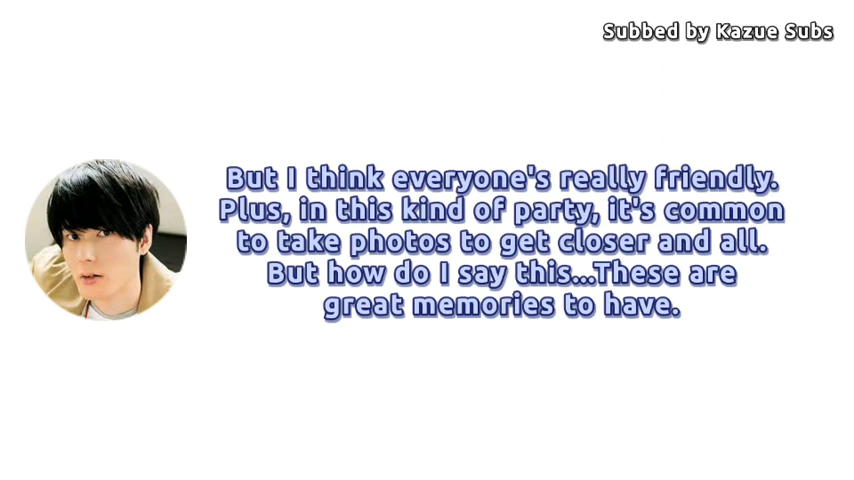 Subbed by Kazue Subs
But I think everyone's really friendly.
Plus, in this kind of party, it's common
to take photos to get closer and all.
But how do I say this...These are
great memories to have.